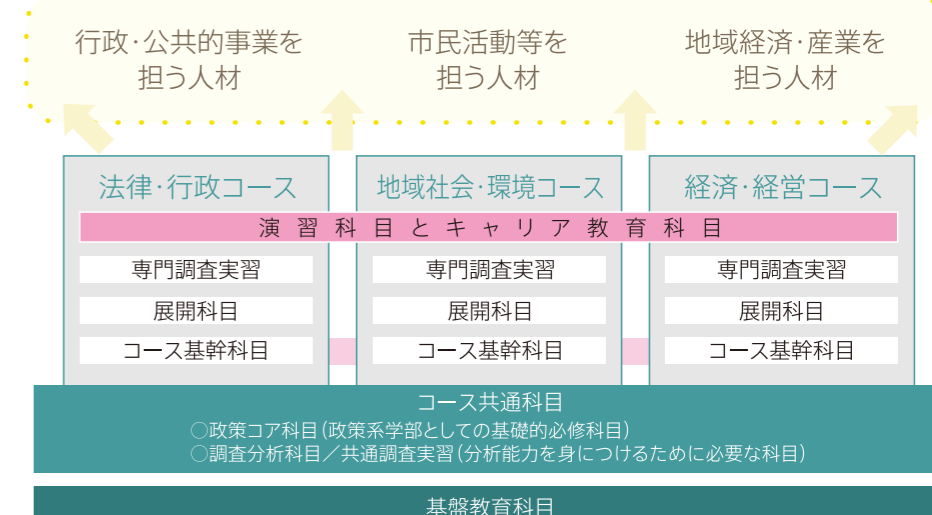 行政・公共的事業を
担う人材
市民活動等を
担う人材
地域経済・産業を
担う人材
法律・行政コース
地域社会・環境コース
経済・経営コース
演習科目とキャリア教育科目
専門調査実習
専門調査実習
専門調査実習
展開科目
展開科目
展開科目
コース基幹科目
コース基幹科目
コース基幹科目
コース共通科目
○政策コア科目（政策系学部としての基礎的必修科目）
○調査分析科目／共通調査実習（分析能力を身につけるために必要な科目）
基盤教育科目